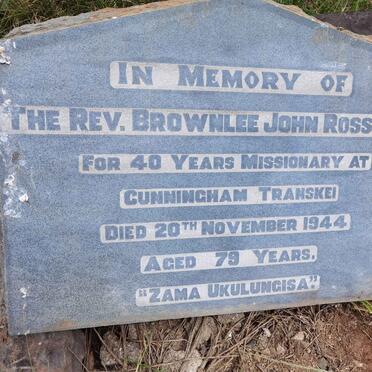 IN MEMORY OF
THE REV. BROWNLEE JOHN ROSS
FOR 40 YEARS MISSIONARY AT
CUNNINGHAM TRANSKEI
DIED 20TH NOVEMBER 1944
AGED 79 YEARS.
"ZAMA UKULUNGISA."